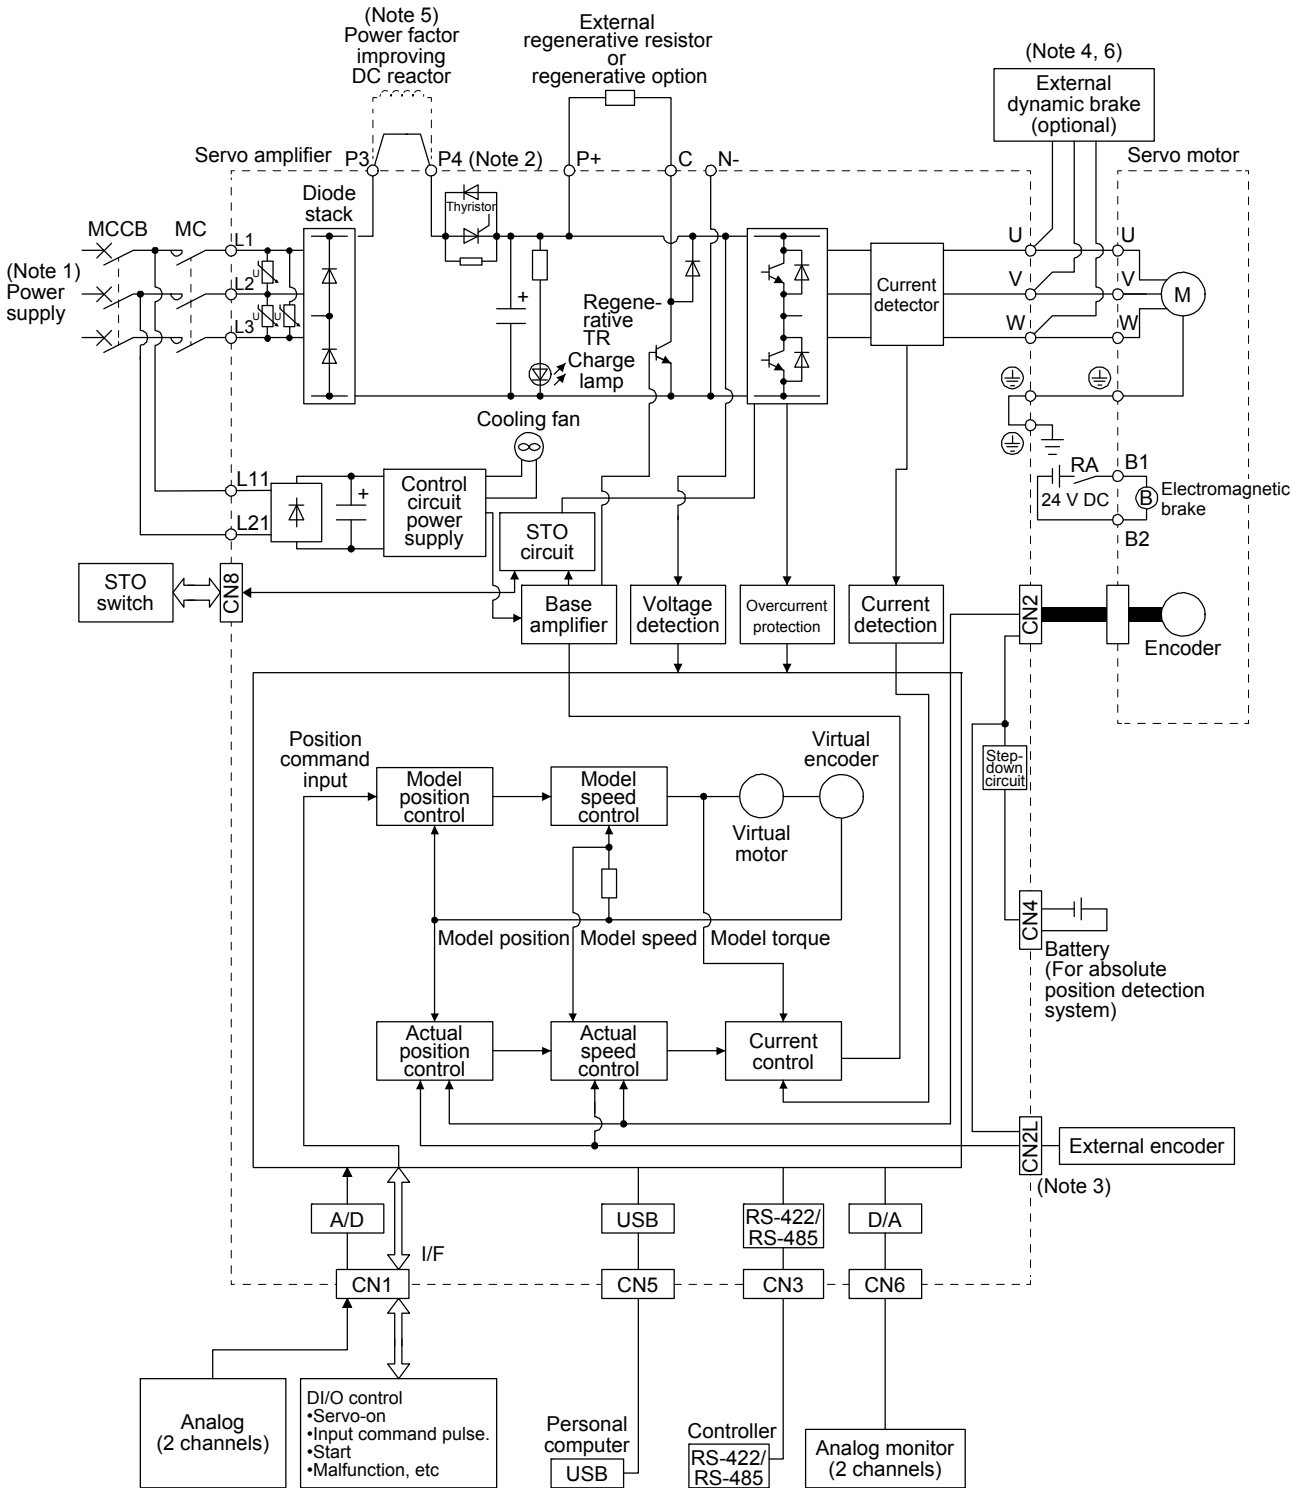 (Note 5)
Power factor
improving
DC reactor
External
regenerative resistor
or
regenerative option
(Note 4, 6)
External
dynamic brake
(optional)
Servo amplifier
P3
P4 (Note 2)
P+
C
N-
Servo motor
Diode
stack
Thyristor
MCCB
MC
L1
L2
L3
U
U
U
(Note 1)
Power
supply
+
Regene-
rative
TR
Charge
lamp
Current
detector
U
V
W
U
V
W
M
Cooling fan
L11
L21
+
Control
circuit
power
supply
STO
circuit
RA
24 V DC
B1
B
B2
Electromagnetic
brake
STO
switch
CN8
Base
amplifier
Voltage
detection
Overcurrent
protection
Current
detection
CN2
Encoder
Position
command
input
Model
position
control
Model
speed
control
Virtual
motor
Virtual
encoder
Step-
down
circuit
Model position
Model speed
Model torque
CN4
Battery
(For absolute
position detection
system)
Actual
position
control
Actual
speed
control
Current
control
CN2L
External encoder
(Note 3)
A/D
I/F
USB
RS-422/
RS-485
D/A
CN1
CN5
CN3
CN6
Analog
(2 channels)
DI/O control
•Servo-on
•Input command pulse.
•Start
•Malfunction, etc
Personal
computer
USB
Controller
RS-422/
RS-485
Analog monitor
(2 channels)